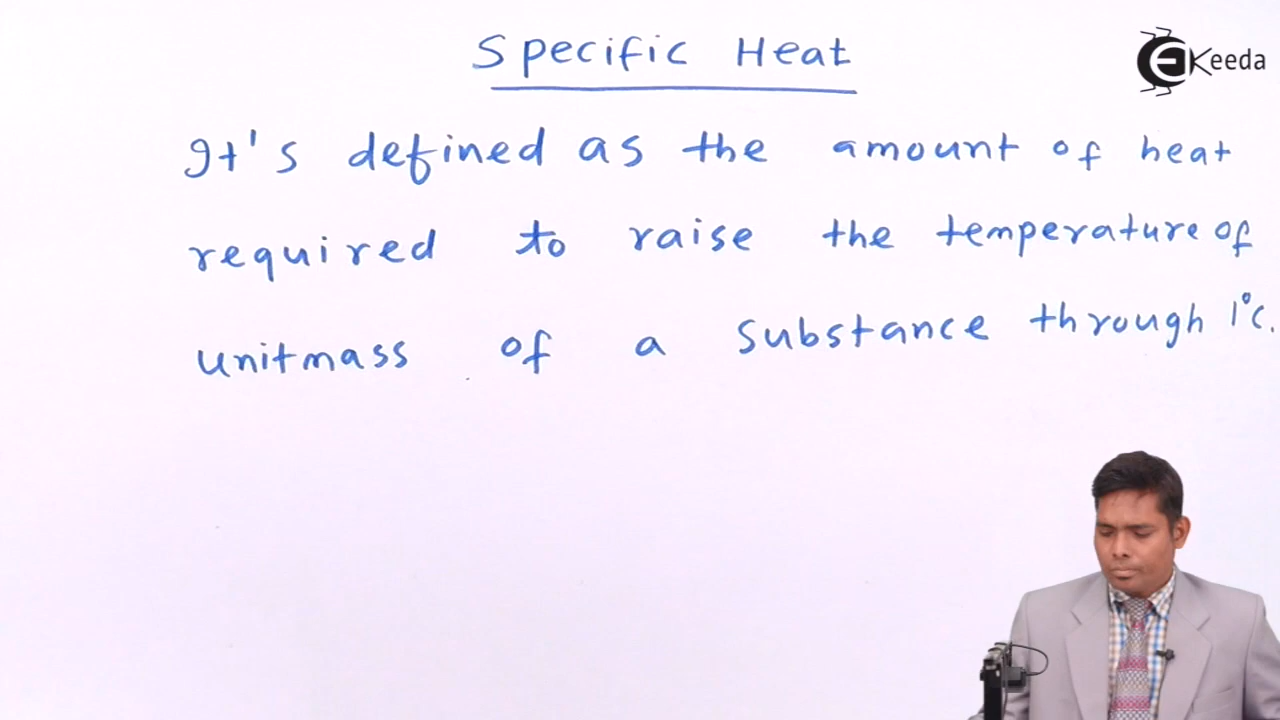 Specific Heat
Ekeeda
It's defined as the amount of heat
required to raise the temperature of
unitmass of a substance through 1°C.